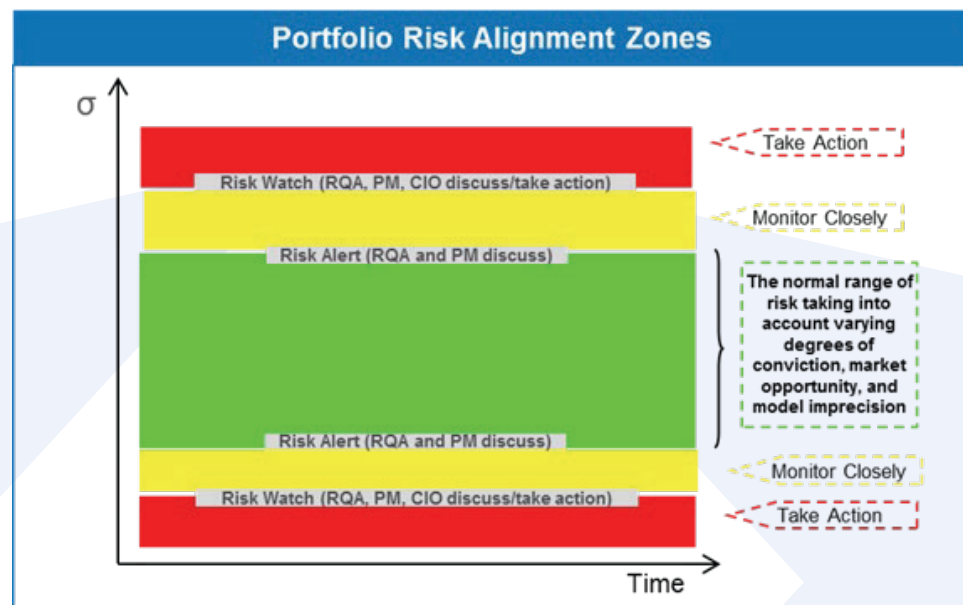 Portfolio Risk Alignment Zones
σ
Take Action
Risk Watch (RQA, PM, CIO discuss/take action)
Monitor Closely
Risk Alert (RQA and PM discuss)
The normal range of
risk taking into
account varying
degrees of
conviction, market
opportunity, and
model imprecision
Risk Alert (RQA and PM discuss)
Monitor Closely
Risk Watch (RQA, PM, CIO discuss/take action)
Take Action
Time